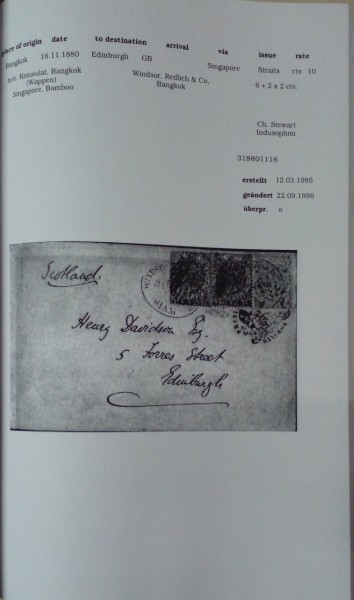 place of origin date to destination arrival via issue rate
Bangkok 16.11.1880 Edinburgh GB Singapore Straits cts 10
Konsulat, Bangkok Windsor, Redlich & Co, 6 + 2 x 2 cts.
(Wappen) Bangkok
Singapore, Bamboo
Ch. Stewart
Indusophon
318801116
erstellt 12.03.1995
geändert 22.09.1996
überpr. o
Scotland.
SIAM
Henry Davidson Esq.
5 Forres Street
Edinburgh